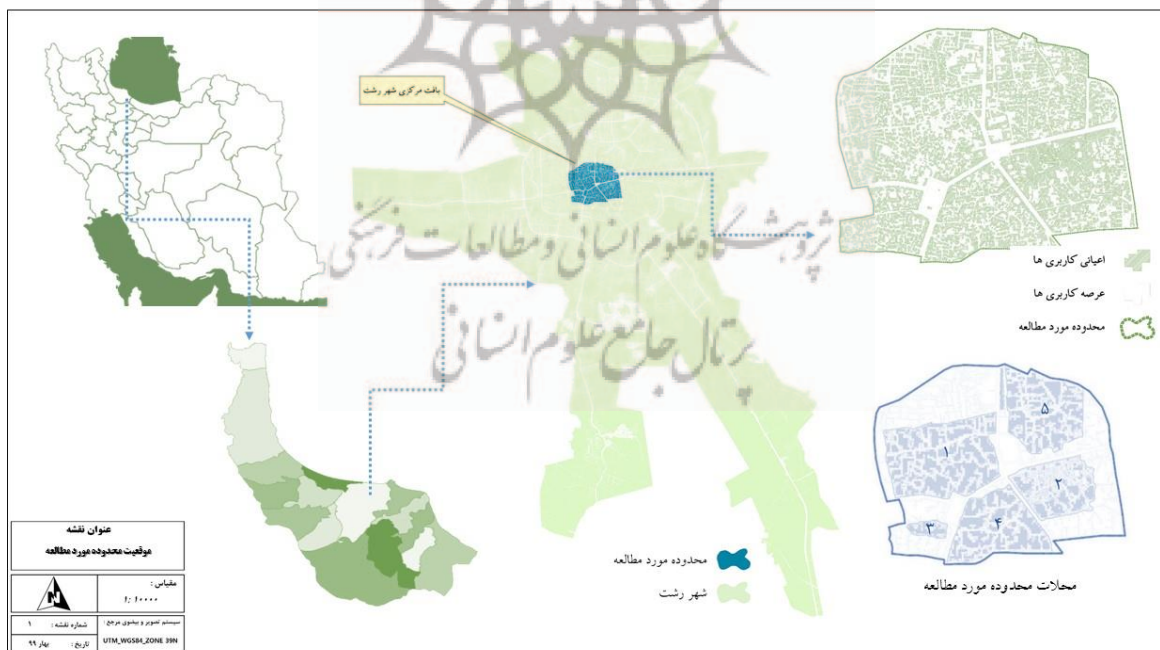 بافت مرکزی شهر رشت
پژوهشگاه علوم انسانی و مطالعات فرهنگی
پرتال جامع علوم انسانی
اعیانی کاربری ها
عرصه کاربری ها
محدوده مورد مطالعه
۵
۱
۲
۳
۴
محلات محدوده مورد مطالعه
محدوده مورد مطالعه
شهر رشت
عنوان نقشه
موقعیت محدوده مورد مطالعه
مقیاس :
۱: ۱۰۰۰۰
N
سیستم تصویر و بیضوی مرجع :
UTM_WGS84_ZONE 39N
شماره نقشه : ۱
تاریخ : بهار ۹۹